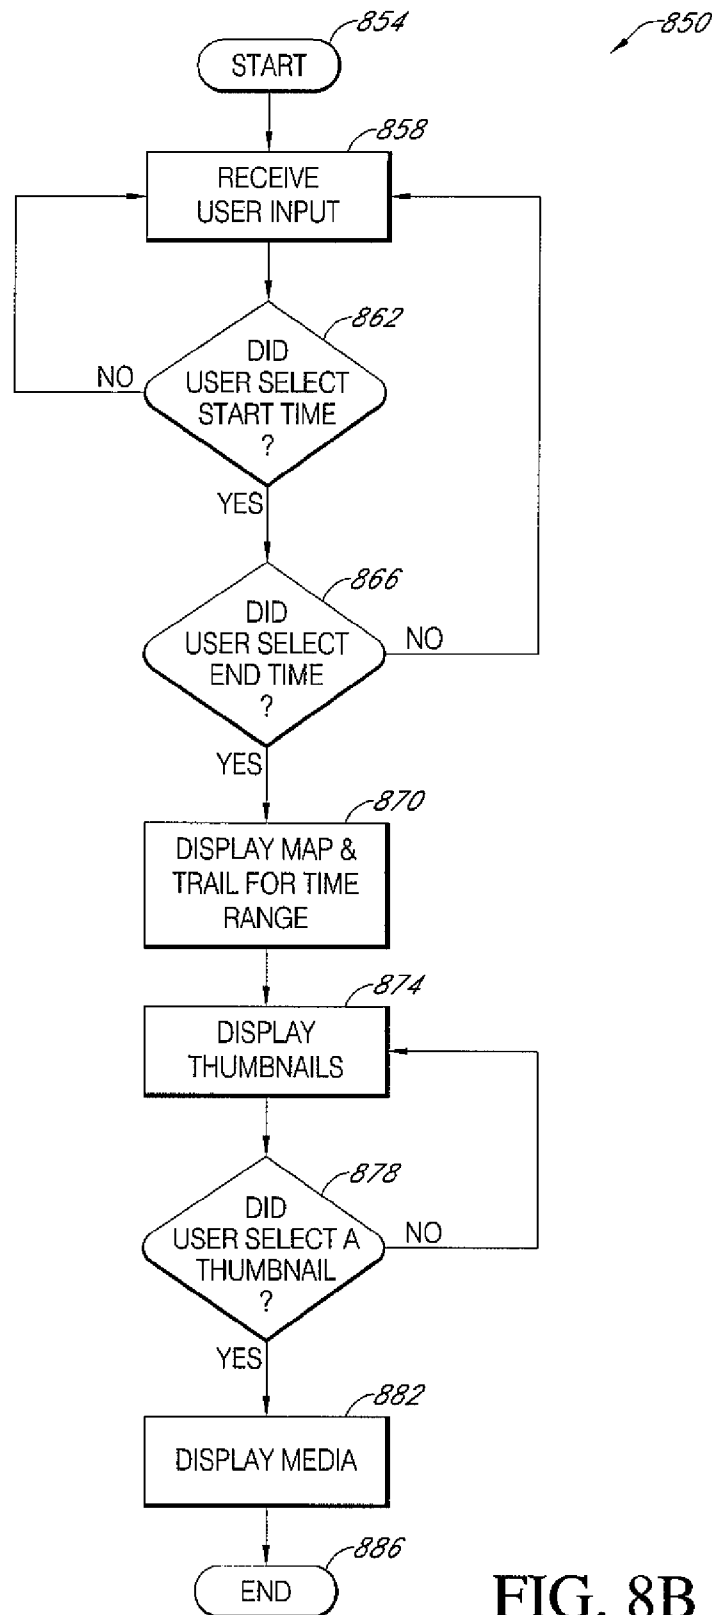 854
850
START
858
RECEIVE
USER INPUT
862
DID
USER SELECT
START TIME
?
NO
YES
866
DID
USER SELECT
END TIME
?
NO
YES
870
DISPLAY MAP &
TRAIL FOR TIME
RANGE
874
DISPLAY
THUMBNAILS
878
DID
USER SELECT A
THUMBNAIL
?
NO
YES
882
DISPLAY MEDIA
886
END
FIG. 8B